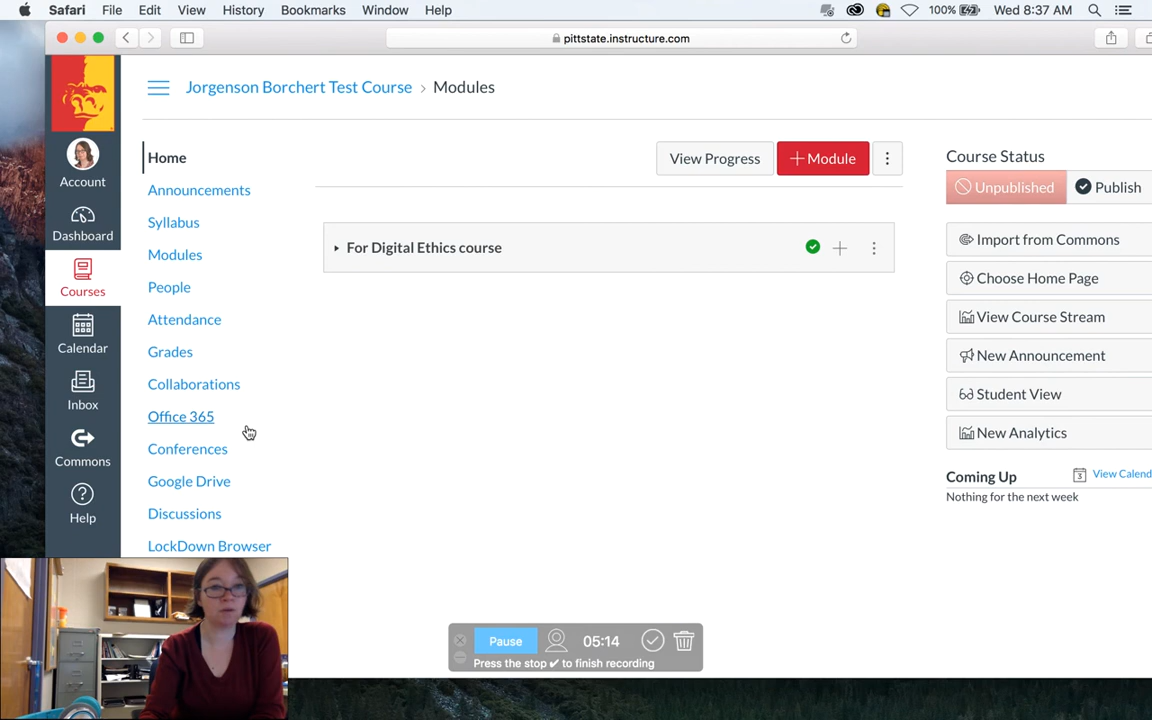 Safari File Edit View History Bookmarks Window Help 100% Wed 8:37 AM
pittstate.instructure.com
Jorgenson Borchert Test Course › Modules
Account
Dashboard
Courses
Calendar
Inbox
Commons
Help
Home
Announcements
Syllabus
Modules
People
Attendance
Grades
Collaborations
Office 365
Conferences
Google Drive
Discussions
LockDown Browser
View Progress + Module
For Digital Ethics course
Course Status
Unpublished Publish
Import from Commons
Choose Home Page
View Course Stream
New Announcement
Student View
New Analytics
Coming Up 3 View Calend
Nothing for the next week
Pause 05:14
Press the stop ✔ to finish recording